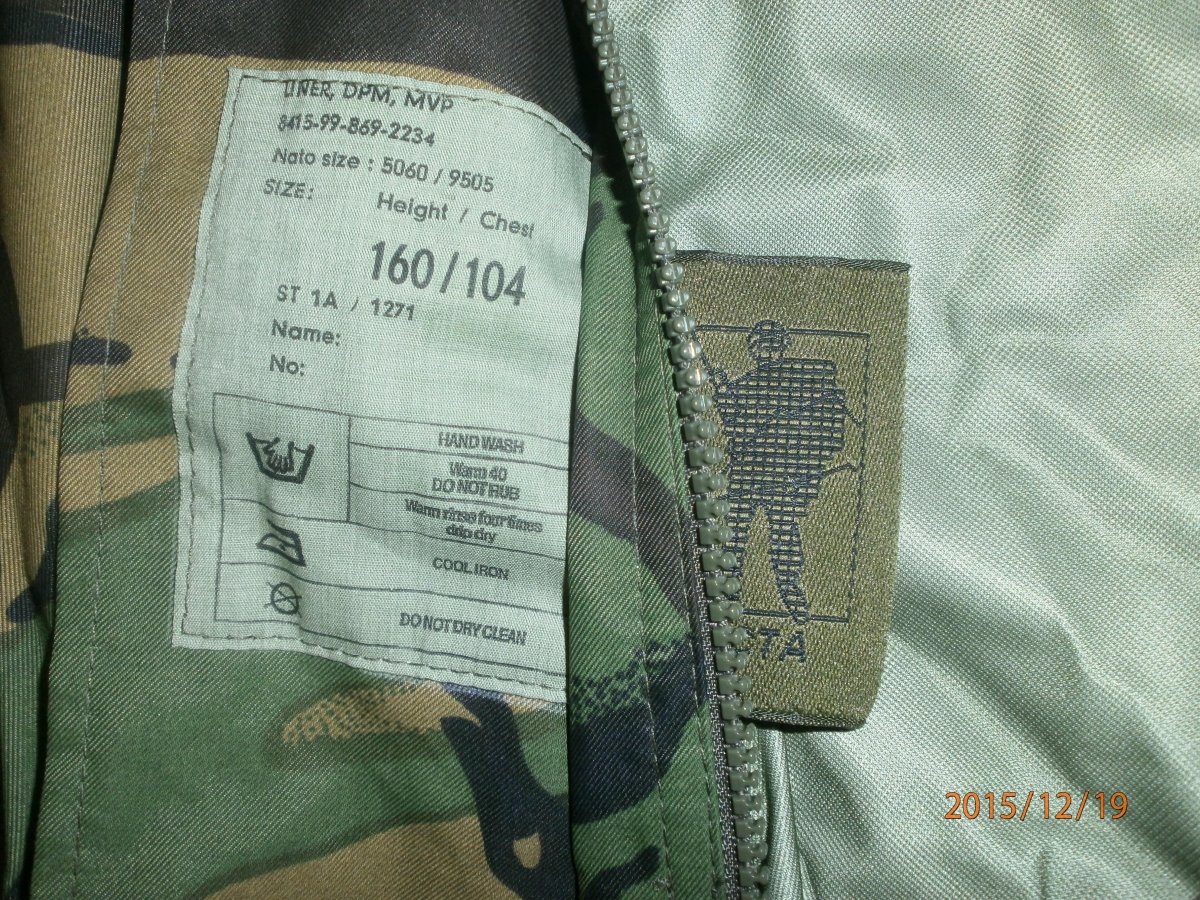 LINER, DPM, MVP
8415-99-869-2234
Nato size : 5060 / 9505
SIZE: Height / Chest
160/104
ST 1A / 1271
Name:
No:
HAND WASH
Warm 40
DO NOT RUB
Warm rinse four times
drip dry
COOL IRON
DO NOT DRY CLEAN
STA
2015/12/19